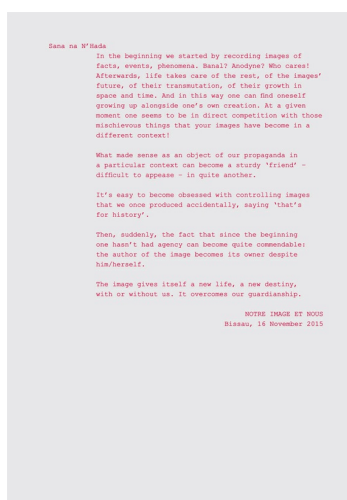 Sana na N’Hada
In the beginning we started by recording images of
facts, events, phenomena. Banal? Anodyne? Who cares!
Afterwards, life takes care of the rest, of the images’
future, of their transmutation, of their growth in
space and time. And in this way one can find oneself
growing up alongside one’s own creation. At a given
moment one seems to be in direct competition with those
mischievous things that your images have become in a
different context!
What made sense as an object of our propaganda in
a particular context can become a sturdy ‘friend’ –
difficult to appease – in quite another.
It’s easy to become obsessed with controlling images
that we once produced accidentally, saying ‘that’s
for history’.
Then, suddenly, the fact that since the beginning
one hasn’t had agency can become quite commendable:
the author of the image becomes its owner despite
him/herself.
The image gives itself a new life, a new destiny,
with or without us. It overcomes our guardianship.
NOTRE IMAGE ET NOUS
Bissau, 16 November 2015